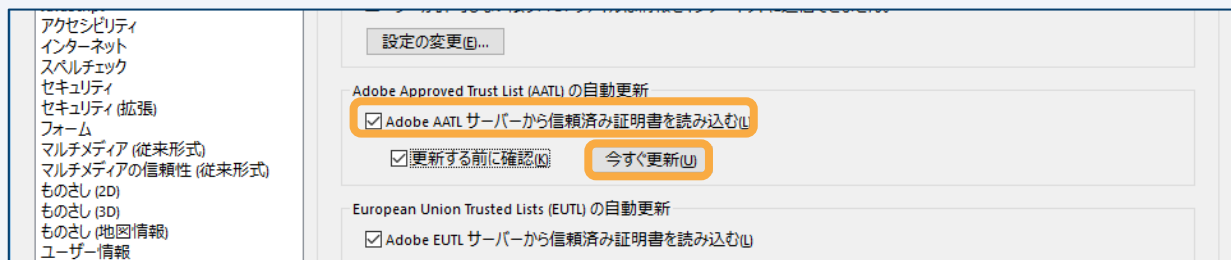 アクセシビリティ
インターネット
スペルチェック
セキュリティ
セキュリティ (拡張)
フォーム
マルチメディア (従来形式)
マルチメディアの信頼性 (従来形式)
ものさし (2D)
ものさし (3D)
ものさし (地図情報)
ユーザー情報
設定の変更(E)...
Adobe Approved Trust List (AATL) の自動更新
Adobe AATL サーバーから信頼済み証明書を読み込む(L)
更新する前に確認(K)
今すぐ更新(U)
European Union Trusted Lists (EUTL) の自動更新
Adobe EUTL サーバーから信頼済み証明書を読み込む(L)